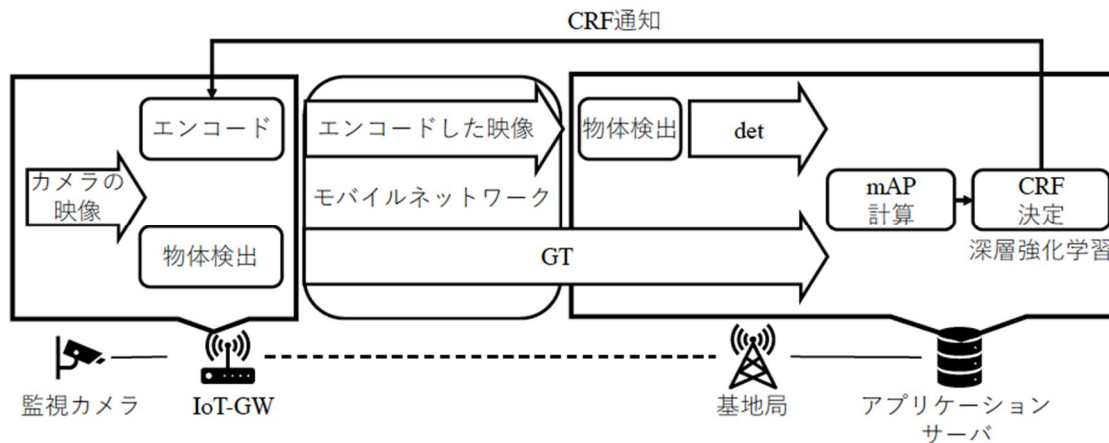 CRF通知
エンコード
エンコードした映像
物体検出
det
カメラの
映像
モバイルネットワーク
mAP
計算
CRF
決定
物体検出
GT
深層強化学習
監視カメラ
IoT-GW
基地局
アプリケーション
サーバ